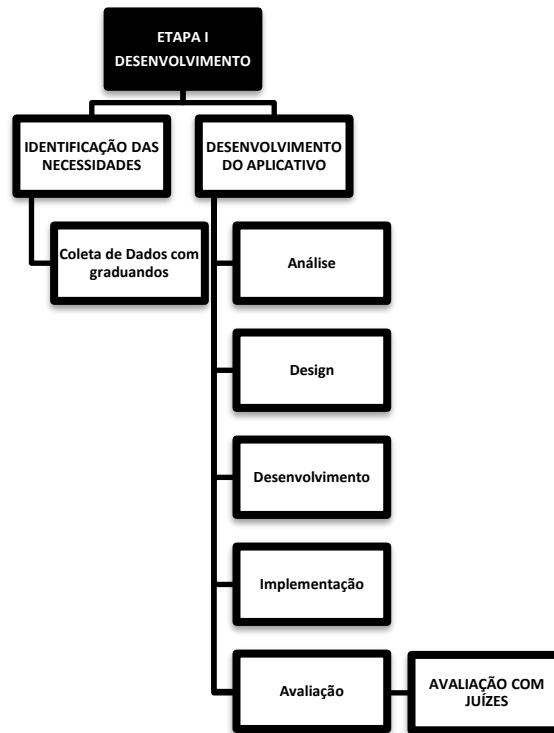 ETAPA I
DESENVOLVIMENTO
IDENTIFICAÇÃO DAS
NECESSIDADES
DESENVOLVIMENTO
DO APLICATIVO
Coleta de Dados com
graduandos
Análise
Design
Desenvolvimento
Implementação
Avaliação
AVALIAÇÃO COM
JUÍZES